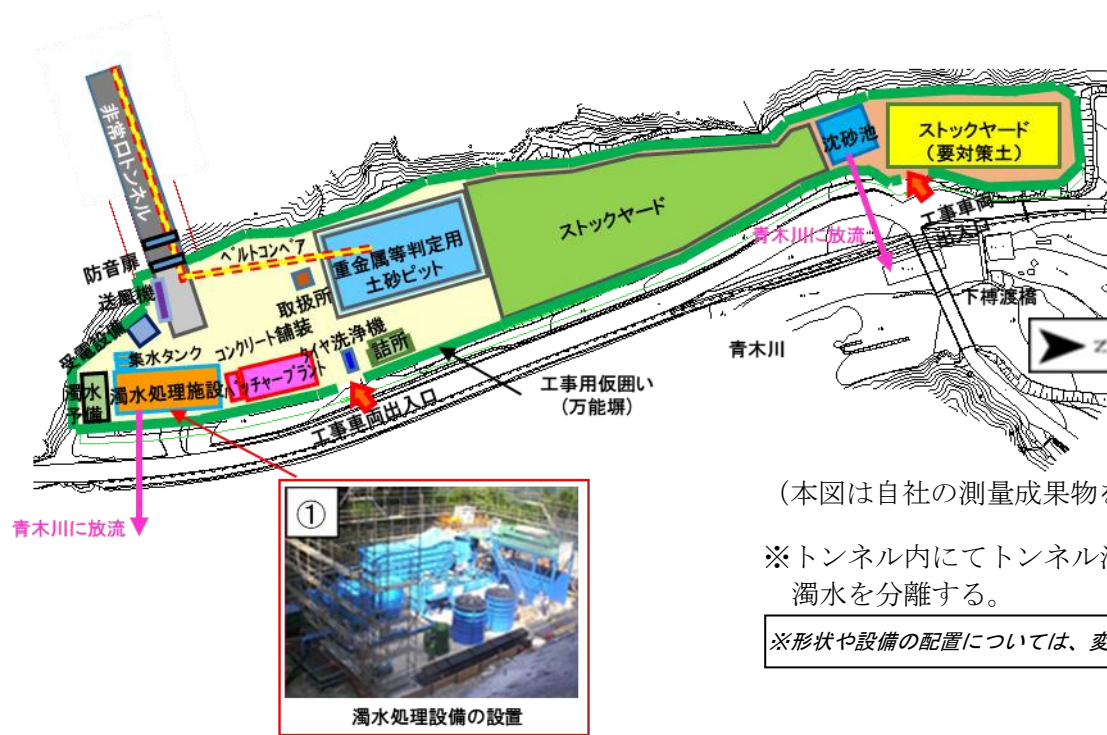 非常口トンネル
防音扉
送風機
受電設備
集水タンク
濁水
予備
濁水処理施設
バッチャープラント
コンクリート舗装
タイヤ洗浄機
詰所
取扱所
ベルトコンベア
重金属等判定用
土砂ピット
ストックヤード
沈砂池
ストックヤード
(要対策土)
工事車両
出入口
青木川に放流
下樽渡橋
青木川
工事用仮囲い
(万能塀)
工事車両出入口
青木川に放流
①
濁水処理設備の設置
(本図は自社の測量成果物を
※トンネル内にてトンネル
濁水を分離する。
※形状や設備の配置については、変